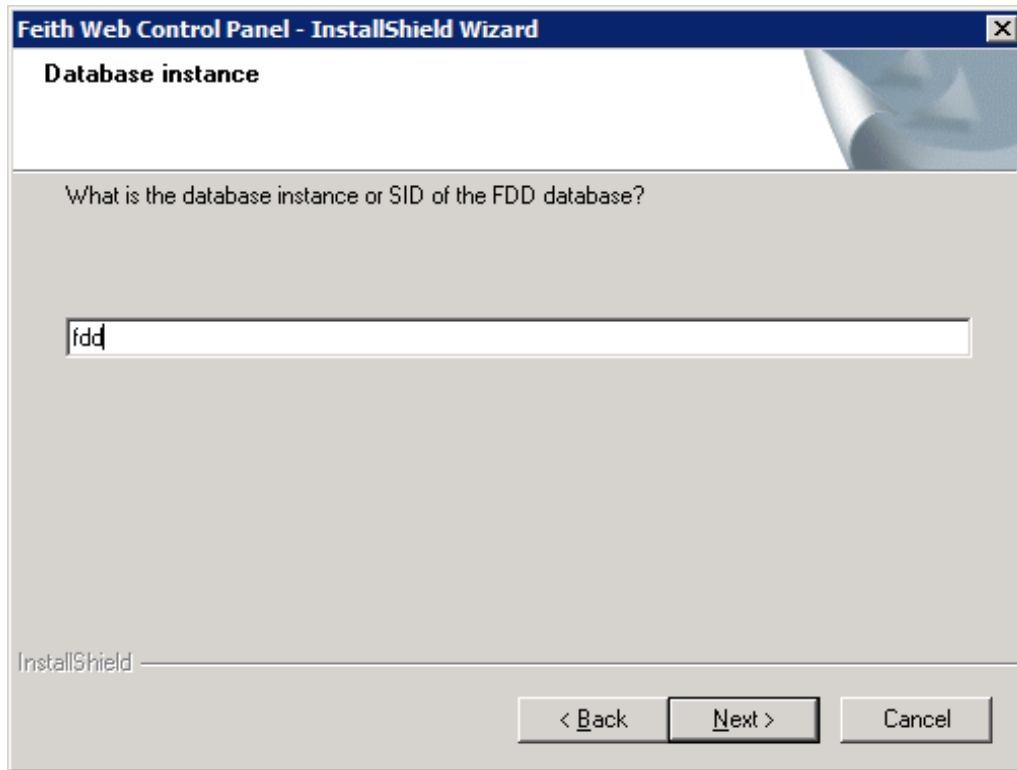 Feith Web Control Panel - InstallShield Wizard
Database instance
What is the database instance or SID of the FDD database?
fdd
InstallShield
< Back
Next >
Cancel